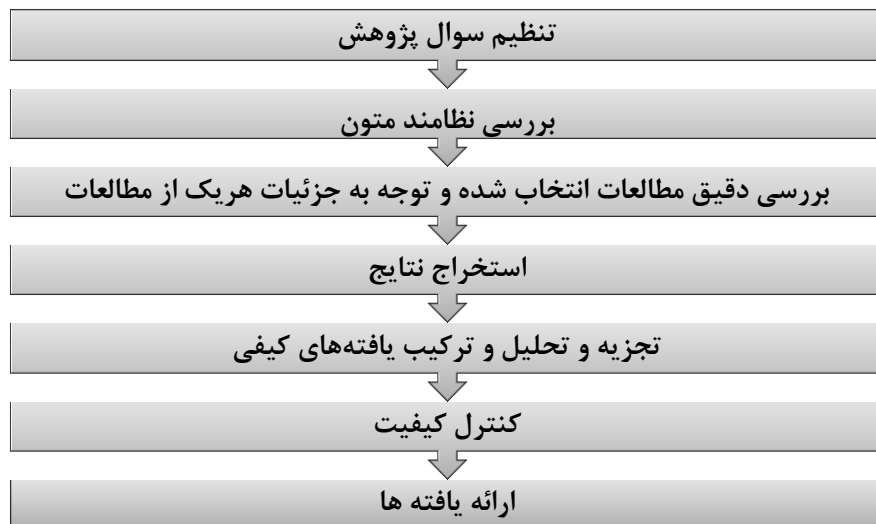 تنظیم سوال پژوهش
بررسی نظامند متون
بررسی دقیق مطالعات انتخاب شده و توجه به جزئیات هریک از مطالعات
استخراج نتایج
تجزیه و تحلیل و ترکیب یافته‌های کیفی
کنترل کیفیت
ارائه یافته ها